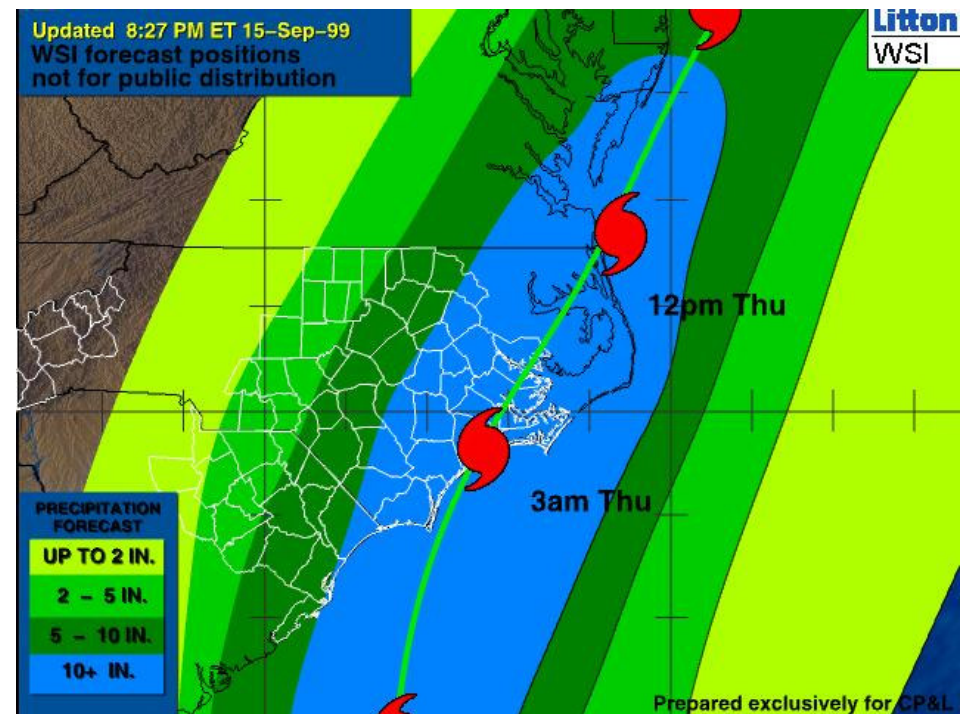 Updated 8:27 PM ET 15-Sep-99
WSI forecast positions
not for public distribution
Litton
WSI
12pm Thu
3am Thu
PRECIPITATION
FORECAST
UP TO 2 IN.
2 - 5 IN.
5 - 10 IN.
10+ IN.
Prepared exclusively for CP&L